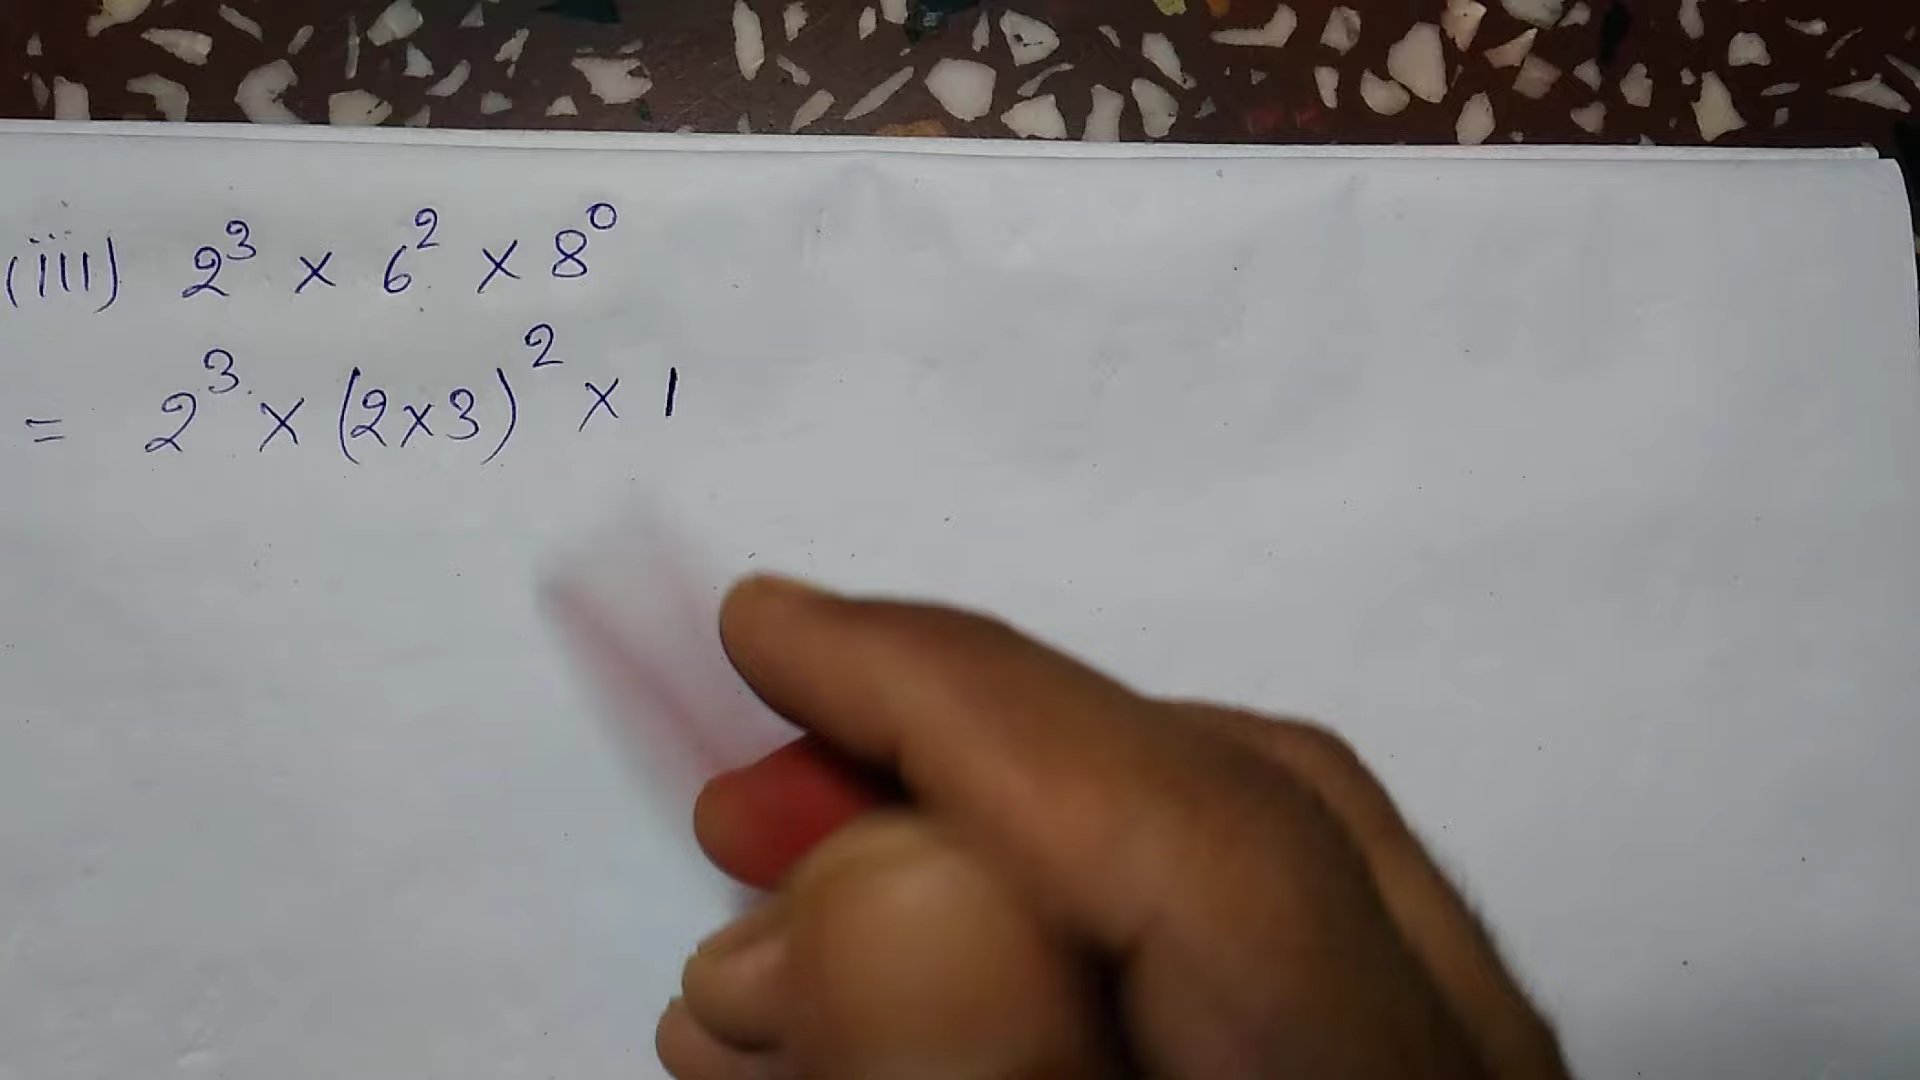 (iii) 2³ × 6² × 8⁰
= 2³ × (2×3)² × 1